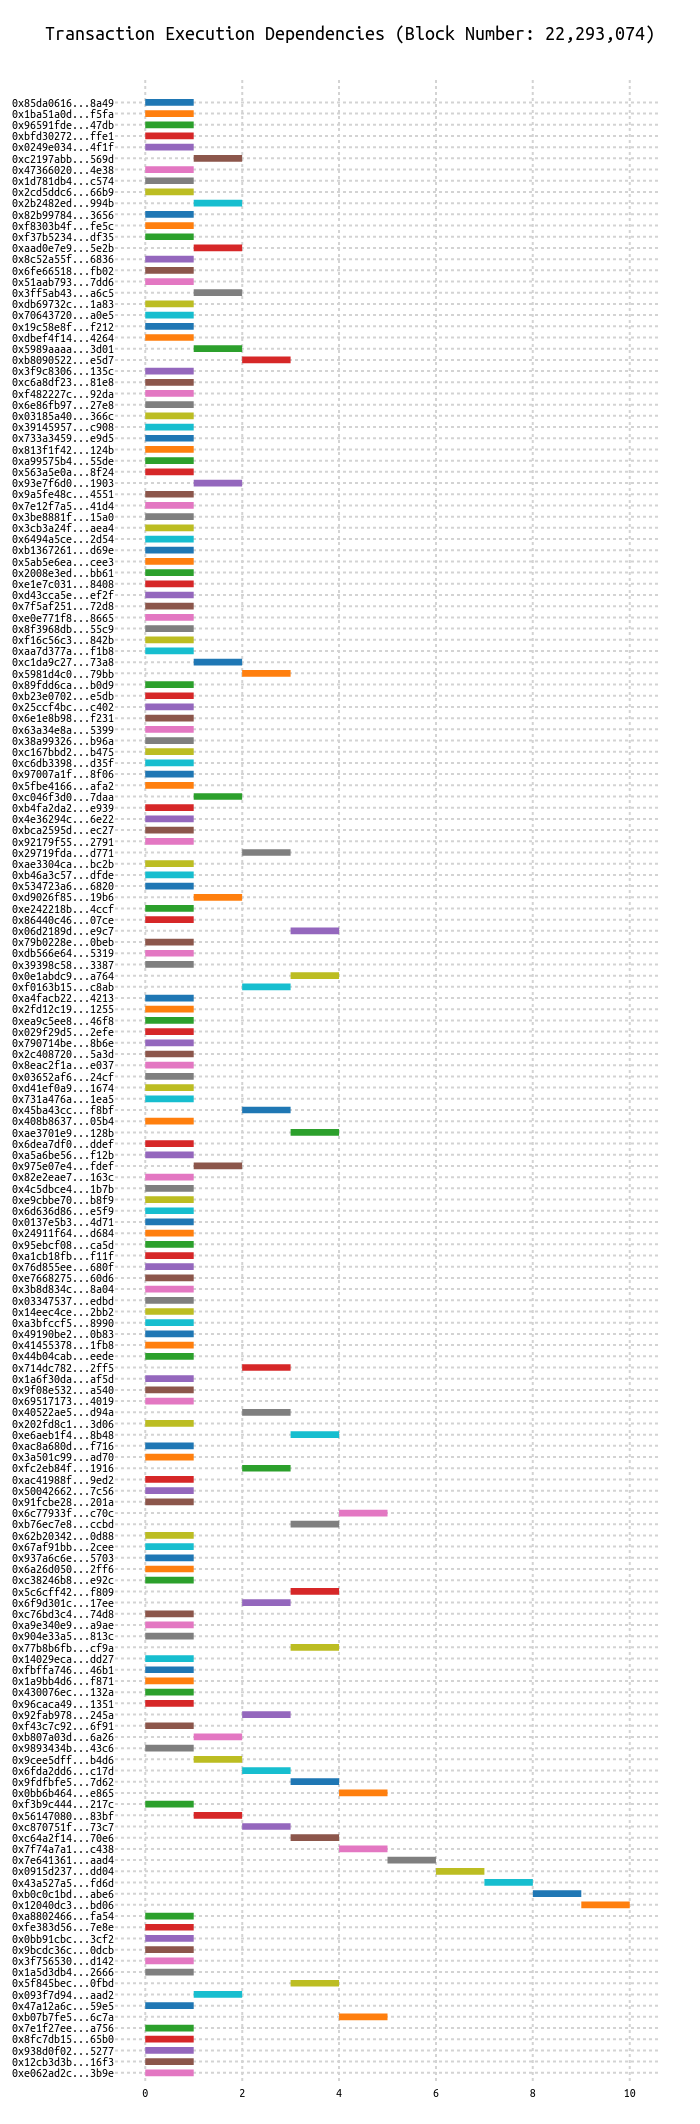 Transaction Execution Dependencies (Block Number: 22,293,074)
0x85da0616...8a49
0x1ba51a0d...f5fa
0x96591fde...47db
0xbfd30272...ffe1
0x0249e034...4f1f
0xc2197abb...569d
0x47366020...4e38
0x1d781db4...c574
0x2cd5ddc6...66b9
0x2b2482ed...994b
0x82b99784...3656
0xf8303b4f...fe5c
0xf37b5234...df35
0xaad0e7e9...5e2b
0x8c52a55f...6836
0x6fe66518...fb02
0x51aab793...7dd6
0x3ff5ab43...a6c5
0xdb69732c...1a83
0x70643720...a0e5
0x19c58e8f...f212
0xdbef4f14...4264
0x5989aaaa...3d01
0xb8090522...e5d7
0x3f9c8306...135c
0xc6a8df23...81e8
0xf482227c...92da
0x6e86fb97...27e8
0x03185a40...366c
0x39145957...c908
0x733a3459...e9d5
0x813f1f42...124b
0xa99575b4...55de
0x563a5e0a...8f24
0x93e7f6d0...1903
0x9a5fe48c...4551
0x7e12f7a5...41d4
0x3be8881f...15a0
0x3cb3a24f...aea4
0x6494a5ce...2d54
0xb1367261...d69e
0x5ab5e6ea...cee3
0x2008e3ed...bb61
0xe1e7c031...8408
0xd43cca5e...ef2f
0x7f5af251...72d8
0xe0e771f8...8665
0x8f3968db...55c9
0xf16c56c3...842b
0xaa7d377a...f1b8
0xc1da9c27...73a8
0x5981d4c0...79bb
0x89fdd6ca...b0d9
0xb23e0702...e5db
0x25ccf4bc...c402
0x6e1e8b98...f231
0x63a34e8a...5399
0x38a99326...b96a
0xc167bbd2...b475
0xc6db3398...d35f
0x97007a1f...8f06
0x5fbe4166...afa2
0xc046f3d0...7daa
0xb4fa2da2...e939
0x4e36294c...6e22
0xbca2595d...ec27
0x92179f55...2791
0x29719fda...d771
0xae3304ca...bc2b
0xb46a3c57...dfde
0x534723a6...6820
0xd9026f85...19b6
0xe242218b...4ccf
0x86440c46...07ce
0x06d2189d...e9c7
0x79b0228e...0beb
0xdb566e64...5319
0x39398c58...3387
0x0e1abdc9...a764
0xf0163b15...c8ab
0xa4facb22...4213
0x2fd12c19...1255
0xea9c5ee8...46f8
0x029f29d5...2efe
0x790714be...8b6e
0x2c408720...5a3d
0x8eac2f1a...e037
0x03652af6...24cf
0xd41ef0a9...1674
0x731a476a...1ea5
0x45ba43cc...f8bf
0x408b8637...05b4
0xae3701e9...128b
0x6dea7df0...ddef
0xa5a6be56...f12b
0x975e07e4...fdef
0x82e2eae7...163c
0x4c5dbce4...1b7b
0xe9cbbe70...b8f9
0x6d636d86...e5f9
0x0137e5b3...4d71
0x24911f64...d684
0x95ebcf08...ca5d
0xa1cb18fb...f11f
0x76d855ee...680f
0xe7668275...60d6
0x3b8d834c...8a04
0x03347537...edbd
0x14eec4ce...2bb2
0xa3bfccf5...8990
0x49190be2...0b83
0x41455378...1fb8
0x44b04cab...eede
0x714dc782...2ff5
0x1a6f30da...af5d
0x9f08e532...a540
0x69517173...4019
0x40522ae5...d94a
0x202fd8c1...3d06
0xe6aeb1f4...8b48
0xac8a680d...f716
0x3a501c99...ad70
0xfc2eb84f...1916
0xac41988f...9ed2
0x50042662...7c56
0x91fcbe28...201a
0x6c77933f...c70c
0xb76ec7e8...ccbd
0x62b20342...0d88
0x67af91bb...2cee
0x937a6c6e...5703
0x6a26d050...2ff6
0xc38246b8...e92c
0x5c6cff42...f809
0x6f9d301c...17ee
0xc76bd3c4...74d8
0xa9e340e9...a9ae
0x904e33a5...813c
0x77b8b6fb...cf9a
0x14029eca...dd27
0xfbffa746...46b1
0x1a9bb4d6...f871
0x430076ec...132a
0x96caca49...1351
0x92fab978...245a
0xf43c7c92...6f91
0xb807a03d...6a26
0x9893434b...43c6
0x9cee5dff...b4d6
0x6fda2dd6...c17d
0x9fdfbfe5...7d62
0x0bb6b464...e865
0xf3b9c444...217c
0x56147080...83bf
0xc870751f...73c7
0xc64a2f14...70e6
0x7f74a7a1...c438
0x7e641361...aad4
0x0915d237...dd04
0x43a527a5...fd6d
0xb0c0c1bd...abe6
0x12040dc3...bd06
0xa8802466...fa54
0xfe383d56...7e8e
0x0bb91cbc...3cf2
0x9bcdc36c...0dcb
0x3f756530...d142
0x1a5d3db4...2666
0x5f845bec...0fbd
0x093f7d94...aad2
0x47a12a6c...59e5
0xb07b7fe5...6c7a
0x7e1f27ee...a756
0x8fc7db15...65b0
0x938d0f02...5277
0x12cb3d3b...16f3
0xe062ad2c...3b9e
0 2 4 6 8 10